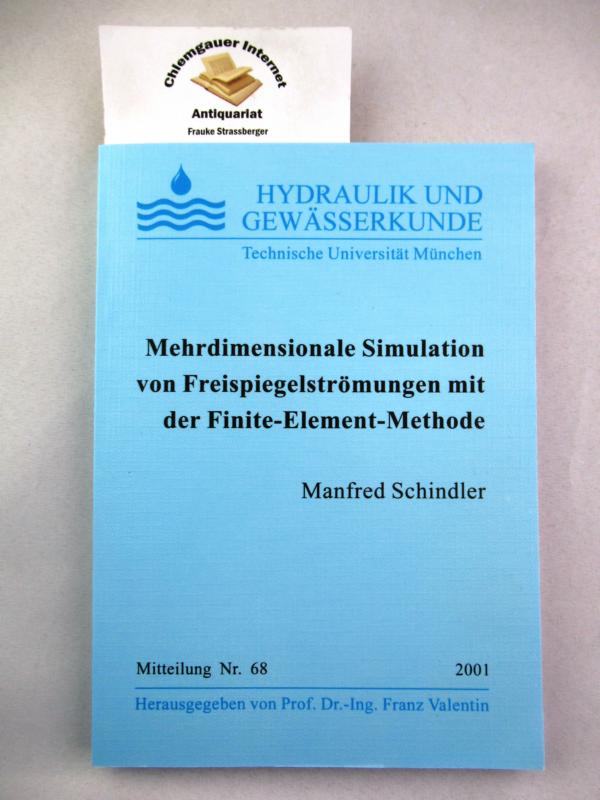 Chiemgauer Internet
Antiquariat
Frauke Strassberger
HYDRAULIK UND
GEWÄSSERKUNDE
Technische Universität München
Mehrdimensionale Simulation
von Freispiegelströmungen mit
der Finite-Element-Methode
Manfred Schindler
Mitteilung Nr. 68 2001
Herausgegeben von Prof. Dr.-Ing. Franz Valentin